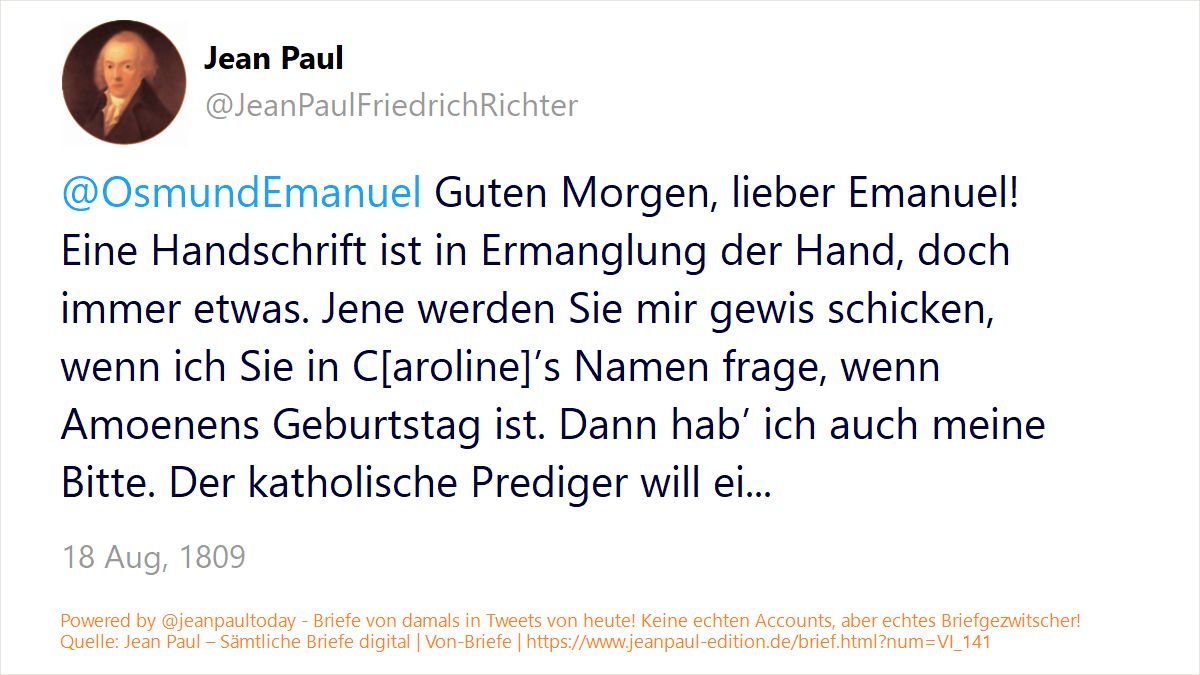 Jean Paul
@JeanPaulFriedrichRichter
@OsmundEmanuel Guten Morgen, lieber Emanuel!
Eine Handschrift ist in Ermanglung der Hand, doch
immer etwas. Jene werden Sie mir gewis schicken,
wenn ich Sie in C[aroline]’s Namen frage, wenn
Amoenens Geburtstag ist. Dann hab’ ich auch meine
Bitte. Der katholische Prediger will ei...
18 Aug, 1809
Powered by @jeanpaultoday - Briefe von damals in Tweets von heute! Keine echten Accounts, aber echtes Briefgezwitscher!
Quelle: Jean Paul – Sämtliche Briefe digital | Von-Briefe | https://www.jeanpaul-edition.de/brief.html?num=VI_141